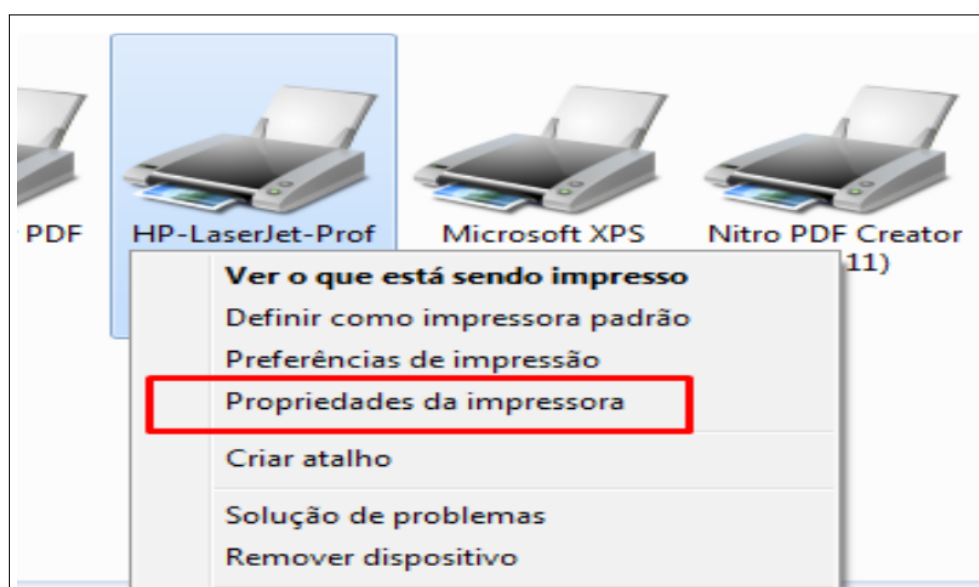 PDF
HP-LaserJet-Prof
Microsoft XPS
Nitro PDF Creator
11)
Ver o que está sendo impresso
Definir como impressora padrão
Preferências de impressão
Propriedades da impressora
Criar atalho
Solução de problemas
Remover dispositivo